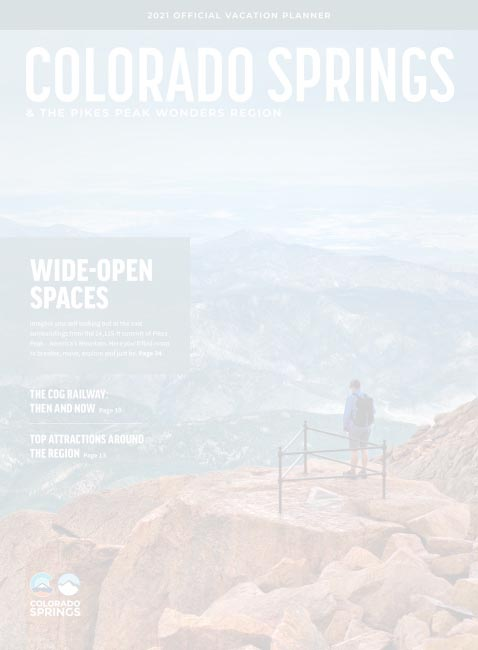 2021 OFFICIAL VACATION PLANNER
COLORADO SPRINGS
& THE PIKES PEAK WONDERS REGION
WIDE-OPEN
SPACES
Imagine yourself looking out at the vast
surroundings from the 14,115-ft summit of Pikes
Peak – America's Mountain. Here you'll find room
to breathe, move, explore and just be. Page 34
THE COG RAILWAY:
THEN AND NOW Page 10
TOP ATTRACTIONS AROUND
THE REGION Page 13
COLORADO
SPRINGS